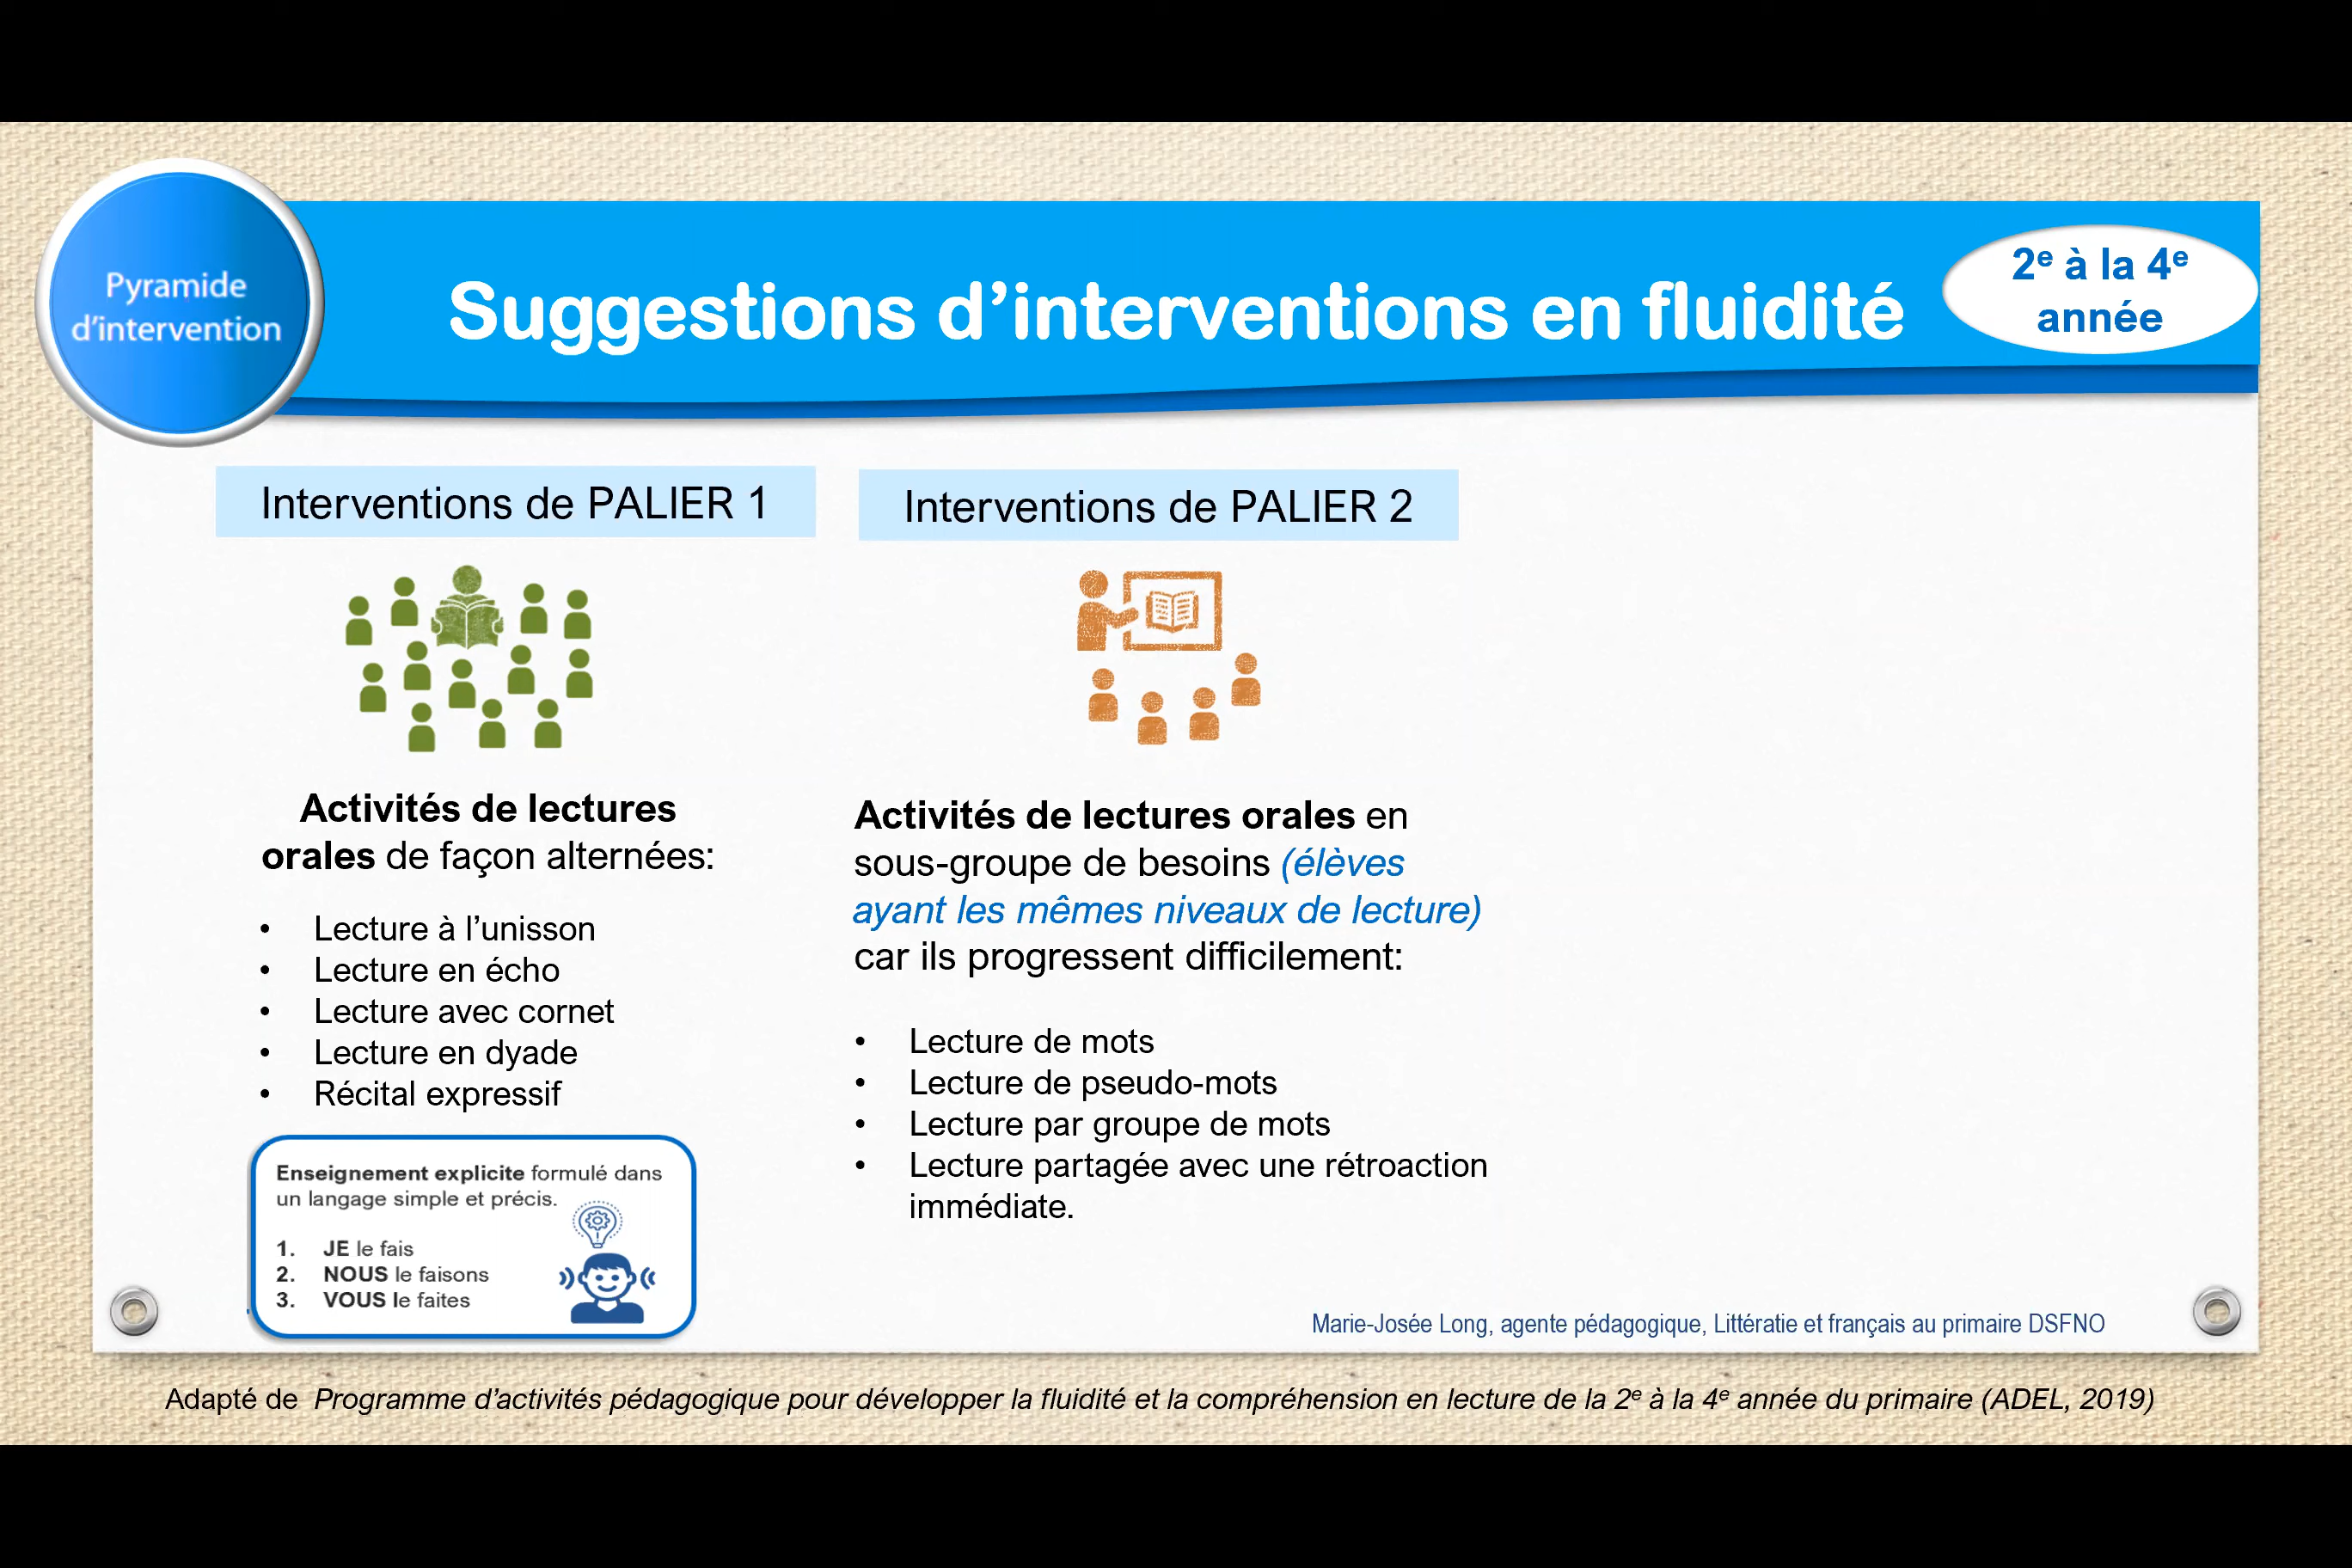 Pyramide
d'intervention
Suggestions d'interventions en fluidité
2e à la 4e
année
Interventions de PALIER 1
Activités de lectures
orales de façon alternées:
• Lecture à l'unisson
• Lecture en écho
• Lecture avec cornet
• Lecture en dyade
• Récital expressif
Enseignement explicite formulé dans
un langage simple et précis.
1. JE le fais
2. NOUS le faisons
3. VOUS le faites
Interventions de PALIER 2
Activités de lectures orales en
sous-groupe de besoins (élèves
ayant les mêmes niveaux de lecture)
car ils progressent difficilement:
• Lecture de mots
• Lecture de pseudo-mots
• Lecture par groupe de mots
• Lecture partagée avec une rétroaction
immédiate.
Marie-Josée Long, agente pédagogique, Littératie et français au primaire DSFNO
Adapté de Programme d'activités pédagogique pour développer la fluidité et la compréhension en lecture de la 2e à la 4e année du primaire (ADEL, 2019)